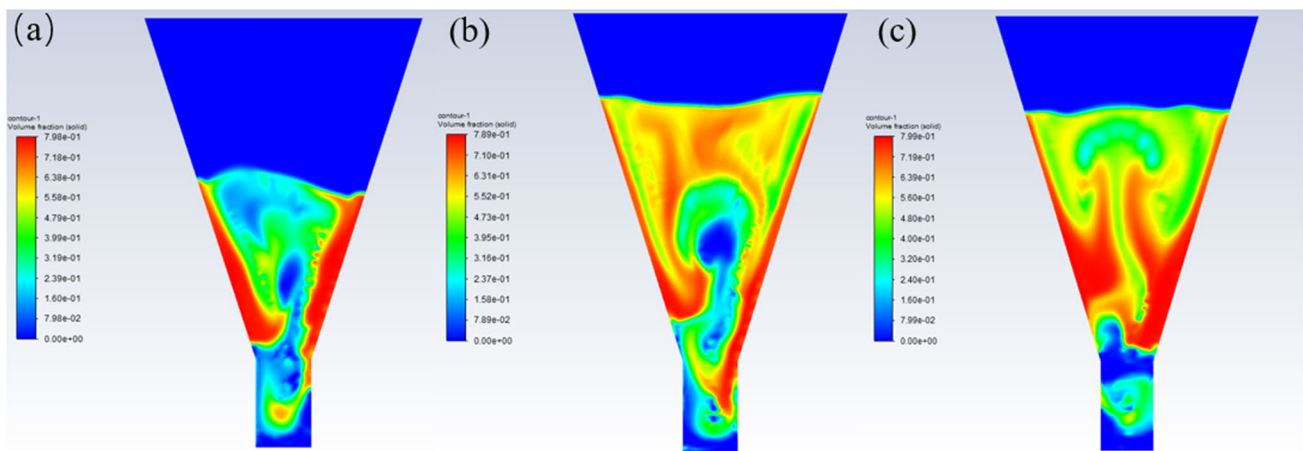 (a)
contour-1
Volume fraction (solid)
7.98e-01
7.18e-01
6.38e-01
5.58e-01
4.79e-01
3.99e-01
3.19e-01
2.39e-01
1.60e-01
7.98e-02
0.00e+00
(b)
contour-1
Volume fraction (solid)
7.89e-01
7.10e-01
6.31e-01
5.52e-01
4.73e-01
3.95e-01
3.16e-01
2.37e-01
1.58e-01
7.89e-02
0.00e+00
(c)
contour-1
Volume fraction (solid)
7.99e-01
7.20e-01
6.40e-01
5.60e-01
4.80e-01
4.00e-01
3.20e-01
2.40e-01
1.60e-01
7.99e-02
0.00e+00